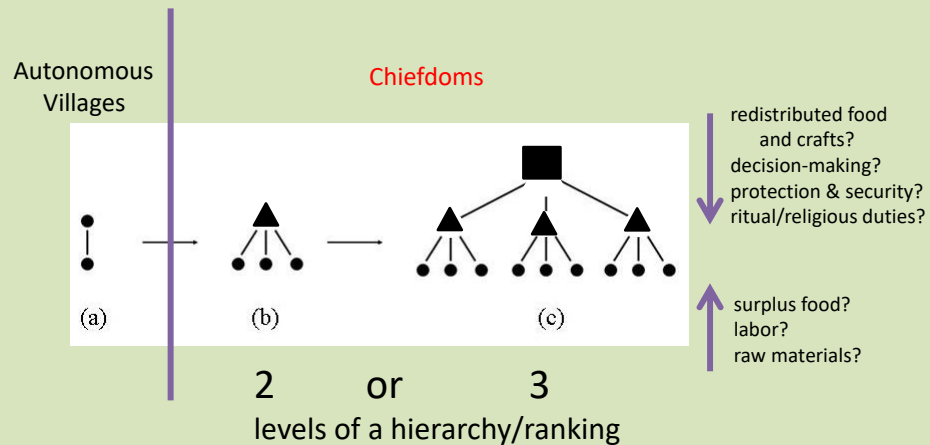 Autonomous
Villages
Chiefdoms
redistributed food
and crafts?
decision-making?
protection & security?
ritual/religious duties?
(a)
(b)
(c)
surplus food?
labor?
raw materials?
2 or 3
levels of a hierarchy/ranking